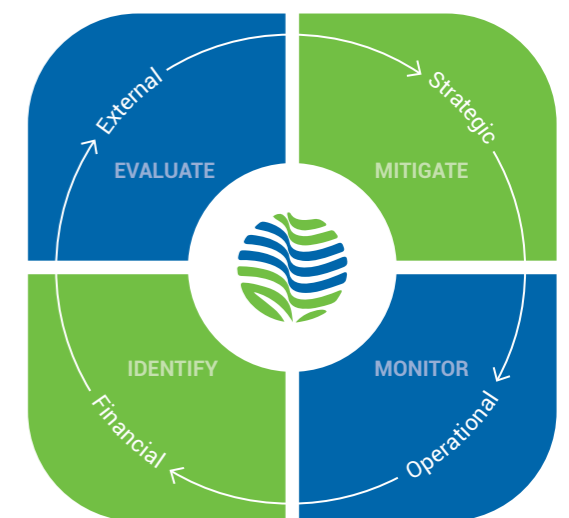 External
Strategic
EVALUATE
MITIGATE
IDENTIFY
MONITOR
Financial
Operational